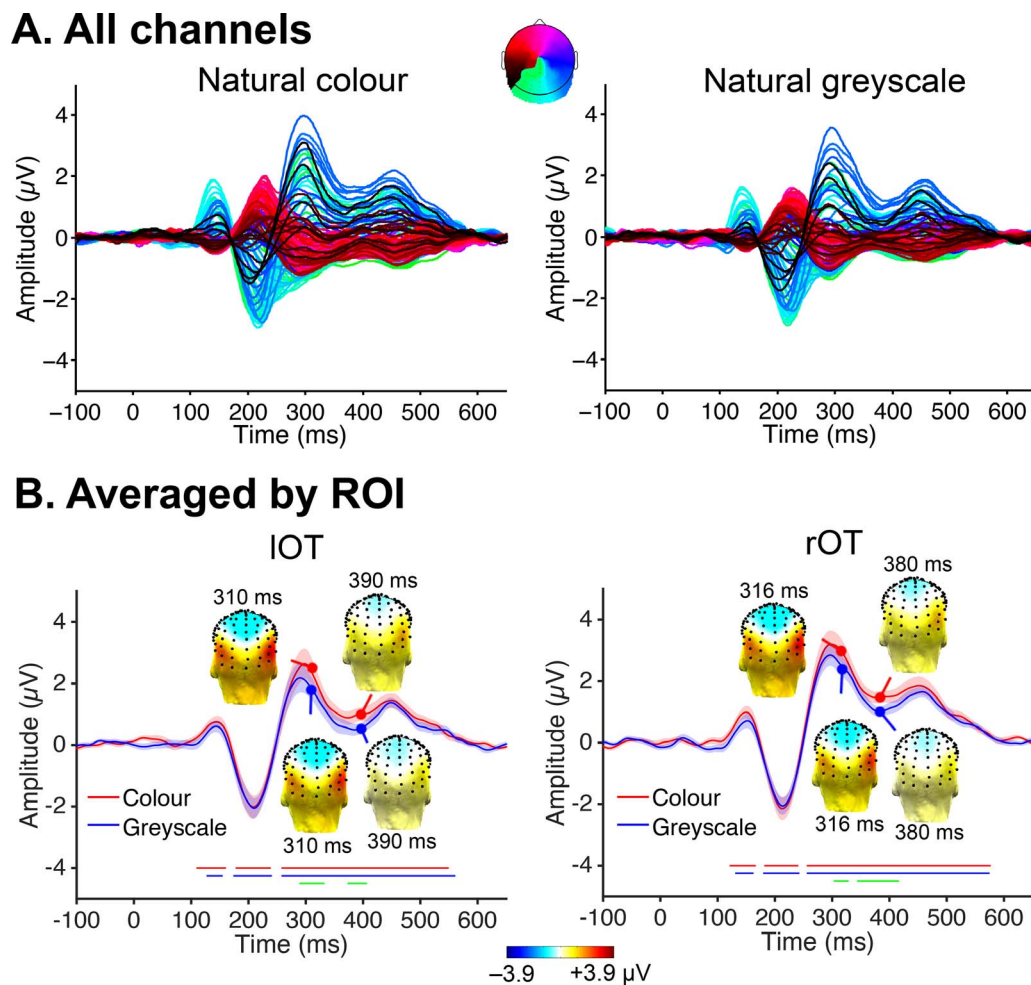 A. All channels
Natural colour
Natural greyscale
Amplitude (µV)
4
2
0
–2
–4
-100 0 100 200 300 400 500 600
Time (ms)
Amplitude (µV)
4
2
0
–2
–4
-100 0 100 200 300 400 500 600
Time (ms)
B. Averaged by ROI
lOT
310 ms
390 ms
Amplitude (µV)
4
2
0
-2
-4
Colour
Greyscale
310 ms
390 ms
-100 0 100 200 300 400 500 600
Time (ms)
rOT
316 ms
380 ms
Amplitude (µV)
4
2
0
-2
-4
Colour
Greyscale
316 ms
380 ms
-100 0 100 200 300 400 500 600
Time (ms)
–3.9 +3.9 µV